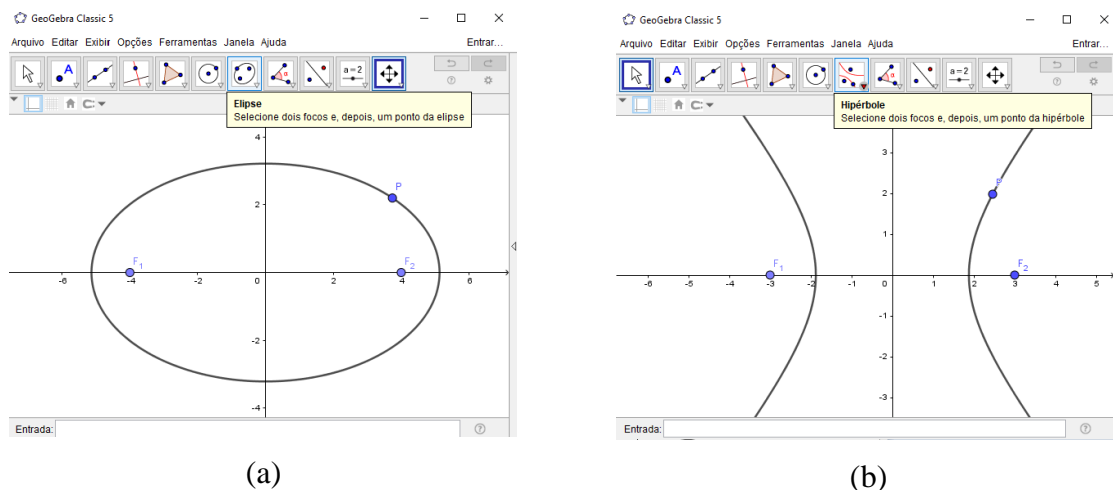 GeoGebra Classic 5
Arquivo Editar Exibir Opções Ferramentas Janela Ajuda Entrar...
A α a=2
Elipse
Selecione dois focos e, depois, um ponto da elipse
4
P
2
F1 F2
-6 -4 -2 0 2 4 6
-2
-4
Entrada:
(a)
GeoGebra Classic 5
Arquivo Editar Exibir Opções Ferramentas Janela Ajuda Entrar...
A α a=2
Hipérbole
Selecione dois focos e, depois, um ponto da hipérbole
3
P
2
1
F1 F2
-6 -5 -4 -3 -2 -1 0 1 2 3 4 5
-1
-2
-3
Entrada:
(b)